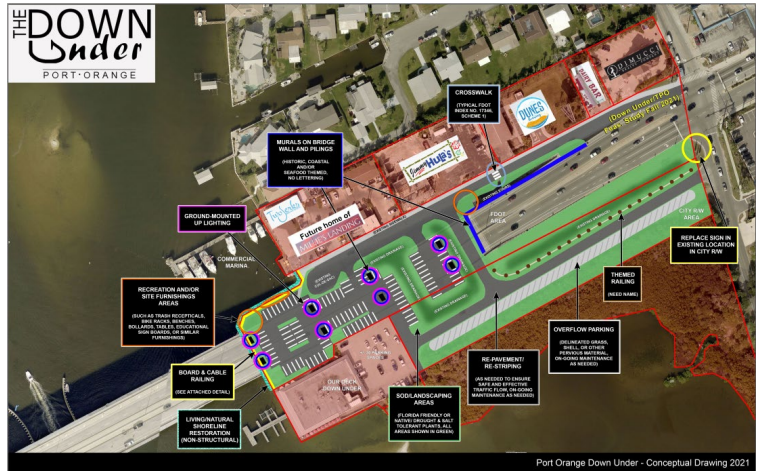 THE
DOWN
Under
PORT·ORANGE
CROSSWALK
(TYPICAL FDOT
INDEX NO. 17346,
SCHEME 1)
MURALS ON BRIDGE
WALL AND PILINGS
(HISTORIC, COASTAL
AND/OR
SEAFOOD THEMED,
NO LETTERING)
DUNES
DIMUCCI
(Down Under/TPO
Feas. Study Fall 2021)
GROUND-MOUNTED
UP LIGHTING
Future home of
MILLIE'S LANDING
COMMERCIAL
MARINA
FDOT
AREA
CITY R/W
AREA
REPLACE SIGN IN
EXISTING LOCATION
IN CITY R/W
RECREATION AND/OR
SITE FURNISHINGS
AREAS
(SUCH AS TRASH RECEPTICALS,
BIKE RACKS, BENCHES,
BOLLARDS, TABLES, EDUCATIONAL
SIGN BOARDS, OR SIMILAR
FURNISHINGS)
THEMED
RAILING
(NEED NAME)
OVERFLOW PARKING
(DELINEATED GRASS,
SHELL, OR OTHER
PERVIOUS MATERIAL,
ON-GOING MAINTENANCE
AS NEEDED)
BOARD & CABLE
RAILING
(SEE ATTACHED DETAIL)
OUR DECK
DOWN UNDER
RE-PAVEMENT/
RE-STRIPING
(AS NEEDED TO ENSURE
SAFE AND EFFECTIVE
TRAFFIC FLOW, ON-GOING
MAINTENANCE AS NEEDED)
SOD/LANDSCAPING
AREAS
(FLORIDA FRIENDLY OR
NATIVE/ DROUGHT & SALT
TOLERANT PLANTS, ALL
AREAS SHOWN IN GREEN)
LIVING/NATURAL
SHORELINE
RESTORATION
(NON-STRUCTURAL)
Port Orange Down Under - Conceptual Drawing 2021